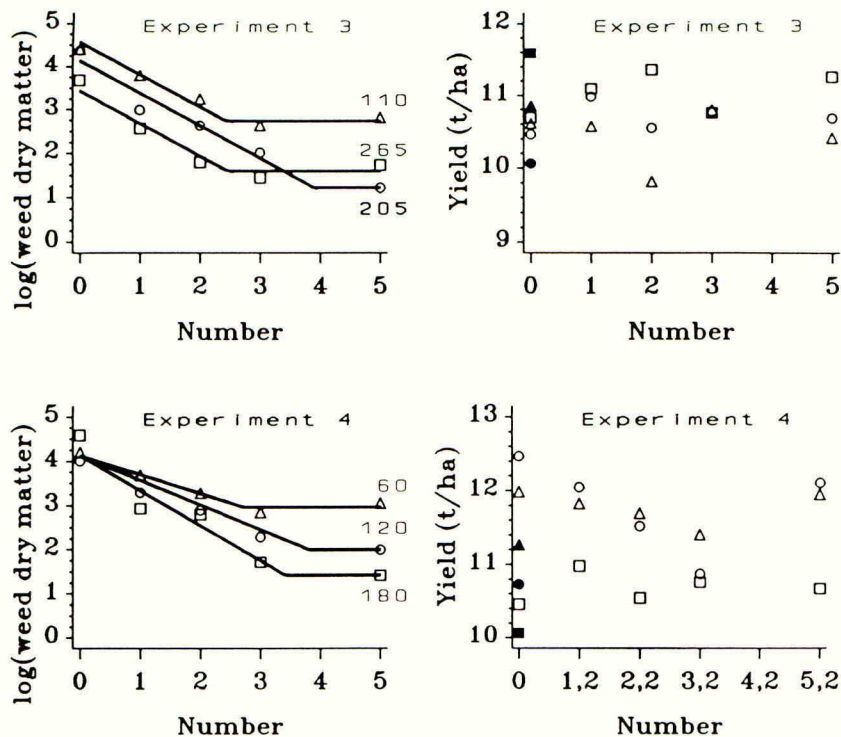 Experiment 3
log(weed dry matter)
5
4
3
2
1
0
110
265
205
0 1 2 3 4 5
Number
Experiment 3
Yield (t/ha)
12
11
10
9
0 1 2 3 4 5
Number
Experiment 4
log(weed dry matter)
5
4
3
2
1
0
60
120
180
0 1 2 3 4 5
Number
Experiment 4
Yield (t/ha)
13
12
11
10
0 1,2 2,2 3,2 4,2 5,2
Number